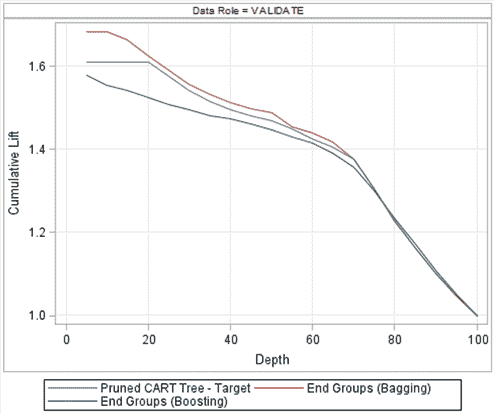 Data Role = VALIDATE
1.6
1.4
1.2
1.0
Cumulative Lift
0 20 40 60 80 100
Depth
Pruned CART Tree - Target End Groups (Bagging)
End Groups (Boosting)